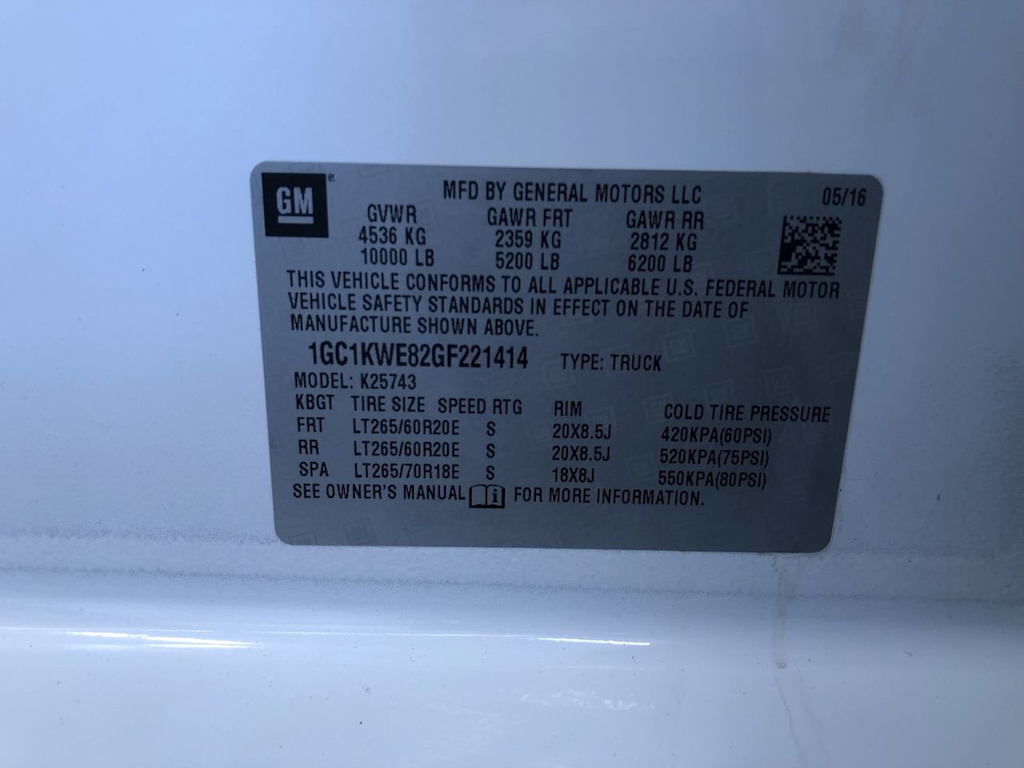 GM
MFD BY GENERAL MOTORS LLC 05/16
GVWR GAWR FRT GAWR RR
4536 KG 2359 KG 2812 KG
10000 LB 5200 LB 6200 LB
THIS VEHICLE CONFORMS TO ALL APPLICABLE U.S. FEDERAL MOTOR
VEHICLE SAFETY STANDARDS IN EFFECT ON THE DATE OF
MANUFACTURE SHOWN ABOVE.
1GC1KWE82GF221414 TYPE: TRUCK
MODEL: K25743
KBGT TIRE SIZE SPEED RTG RIM COLD TIRE PRESSURE
FRT LT265/60R20E S 20X8.5J 420KPA(60PSI)
RR LT265/60R20E S 20X8.5J 520KPA(75PSI)
SPA LT265/70R18E S 18X8J 550KPA(80PSI)
SEE OWNER'S MANUAL FOR MORE INFORMATION.